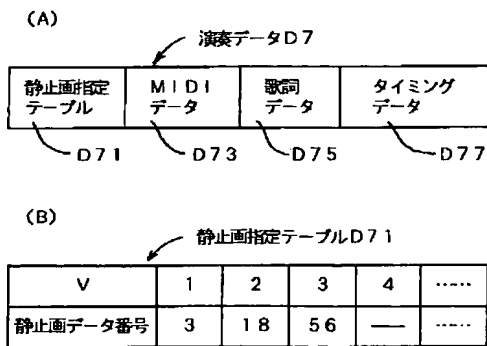 (A)
演奏データD7
静止画指定 MIDI 歌詞 タイミング
テーブル データ データ データ
D71 D73 D75 D77
(B)
静止画指定テーブルD71
V 1 2 3 4 ……
静止画データ番号 3 18 56 — ……